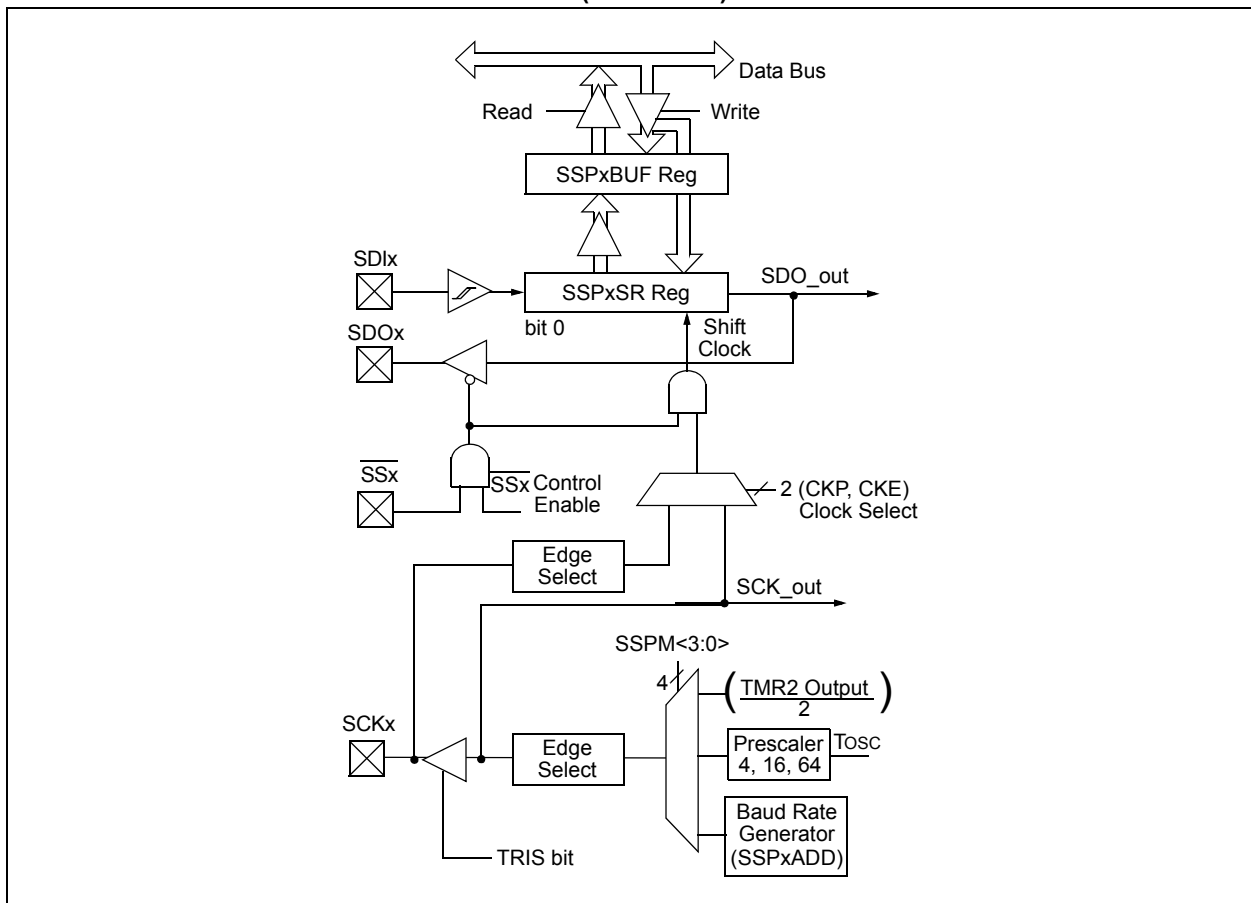 Data Bus
Read
Write
SSPxBUF Reg
SDIx
SSPxSR Reg
SDO_out
bit 0
Shift
Clock
SDOx
SSx
SSx Control
Enable
2 (CKP, CKE)
Clock Select
Edge
Select
SCK_out
SSPM<3:0>
4
( TMR2 Output )
2
SCKx
Edge
Select
Prescaler
4, 16, 64
TOSC
Baud Rate
Generator
(SSPxADD)
TRIS bit